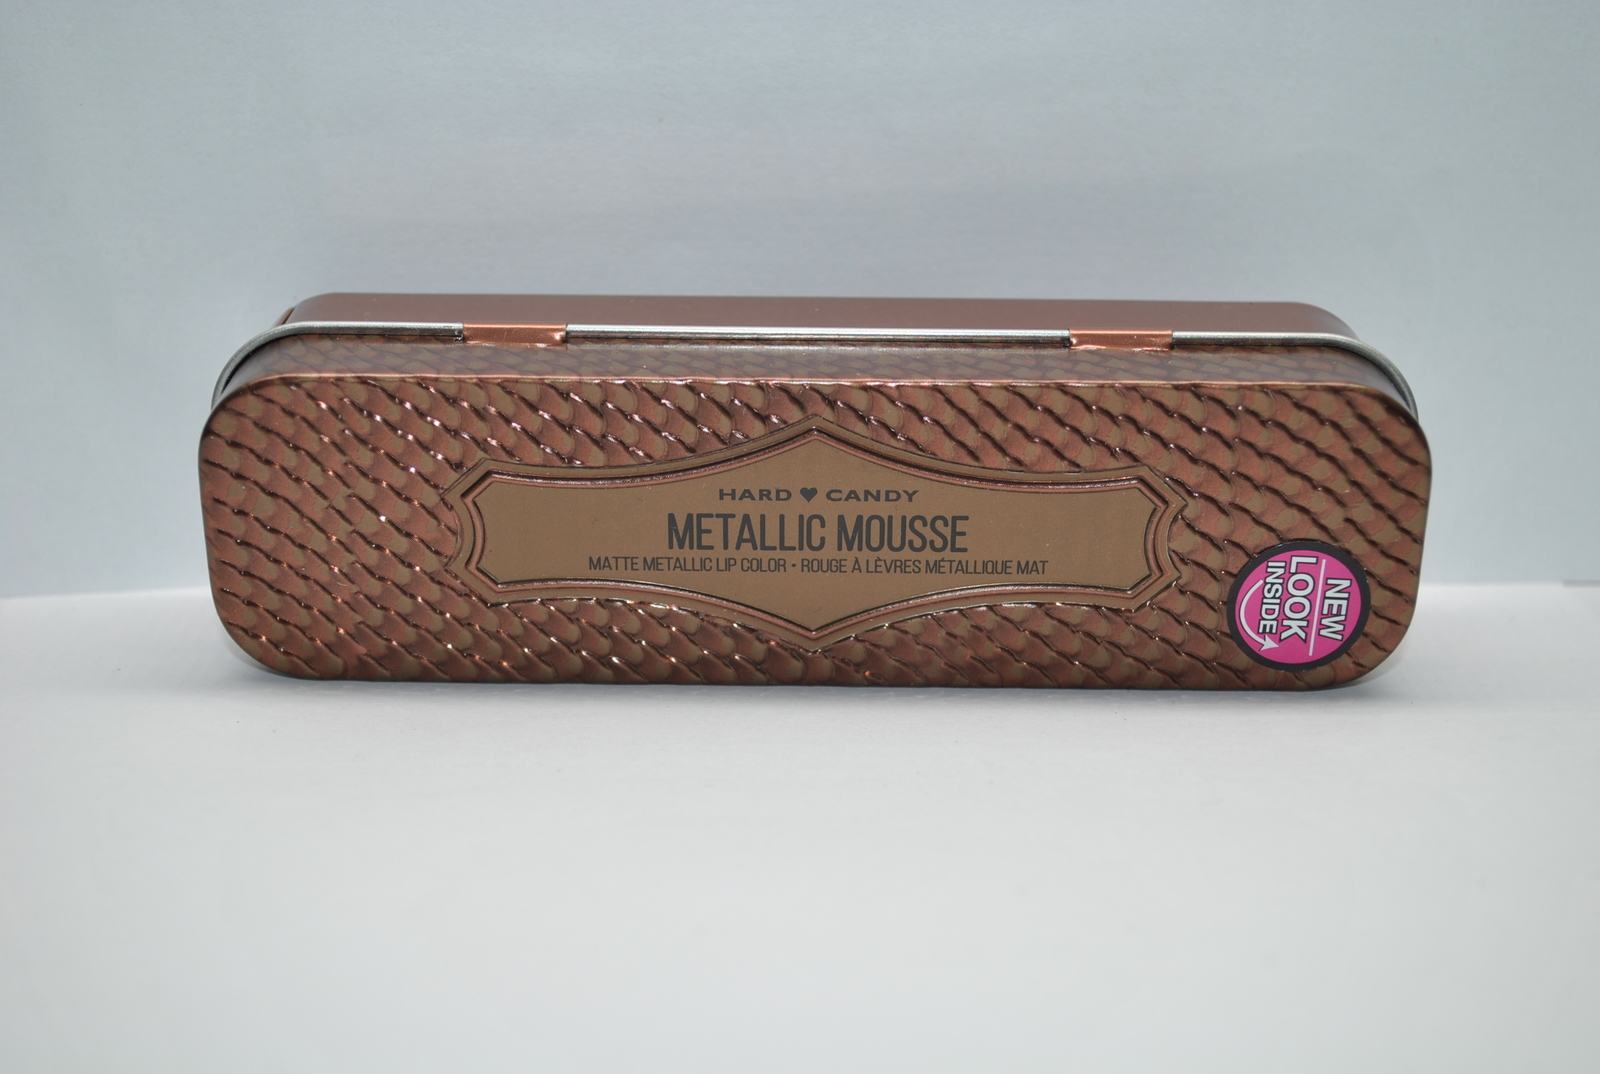 HARD ♥ CANDY
METALLIC MOUSSE
MATTE METALLIC LIP COLOR • ROUGE À LÈVRES MÉTALLIQUE MAT
NEW
LOOK
INSIDE